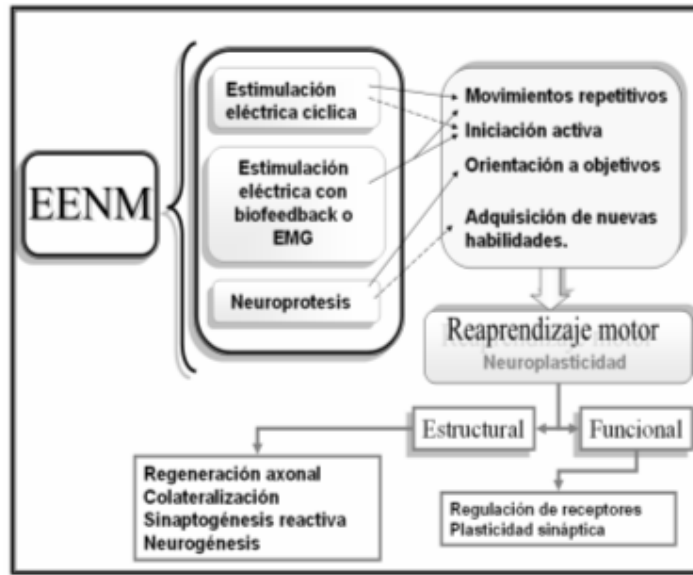 EENM
Estimulación
eléctrica cíclica
Estimulación
eléctrica con
biofeedback o
EMG
Neuroprotesis
Movimientos repetitivos
Iniciación activa
Orientación a objetivos
Adquisición de nuevas
habilidades.
Reaprendizaje motor
Neuroplasticidad
Estructural
Funcional
Regeneración axonal
Colateralización
Sinaptogénesis reactiva
Neurogénesis
Regulación de receptores
Plasticidad sináptica